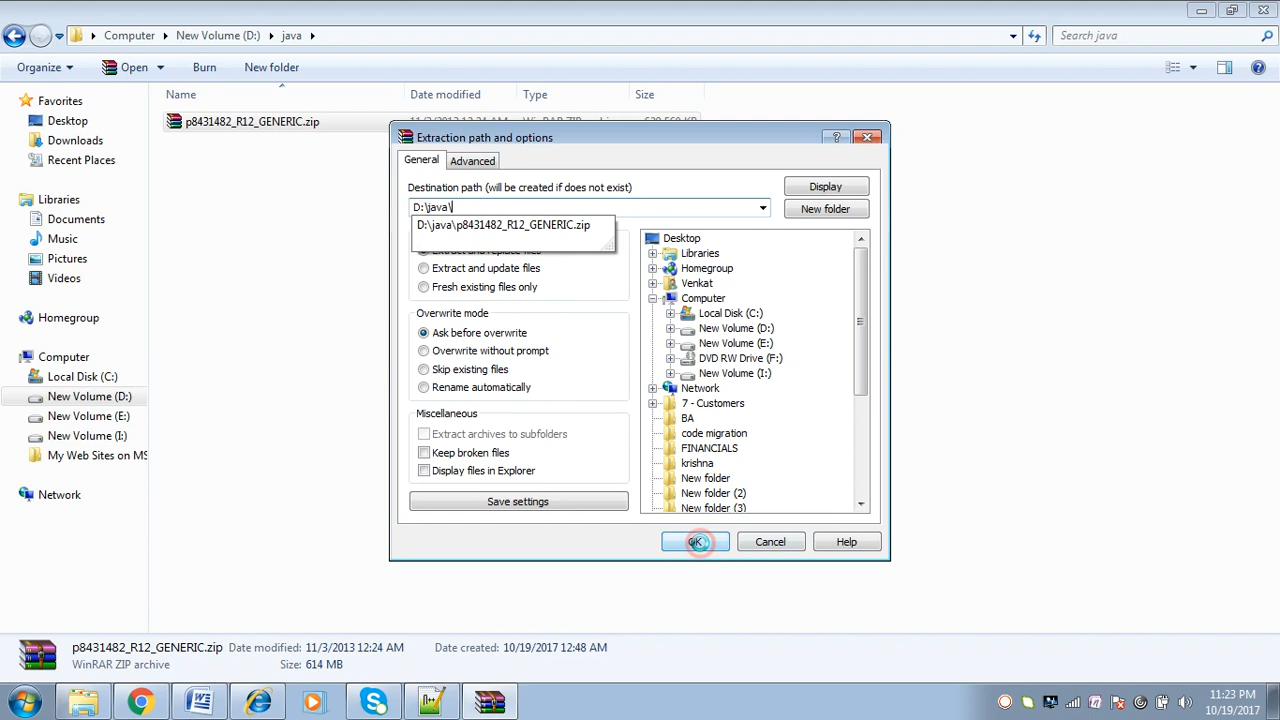 Computer New Volume (D:) java
Search java
Organize Open Burn New folder
Favorites
Desktop
Downloads
Recent Places
Libraries
Documents
Music
Pictures
Videos
Homegroup
Computer
Local Disk (C:)
New Volume (D:)
New Volume (E:)
New Volume (I:)
My Web Sites on MS
Network
Name Date modified Type Size
p8431482_R12_GENERIC.zip
Extraction path and options
General Advanced
Destination path (will be created if does not exist)
Display
D:\java\
New folder
D:\java\p8431482_R12_GENERIC.zip
Extract and update files
Fresh existing files only
Overwrite mode
Ask before overwrite
Overwrite without prompt
Skip existing files
Rename automatically
Miscellaneous
Extract archives to subfolders
Keep broken files
Display files in Explorer
Save settings
Desktop
Libraries
Homegroup
Venkat
Computer
Local Disk (C:)
New Volume (D:)
New Volume (E:)
DVD RW Drive (F:)
New Volume (I:)
Network
7 - Customers
BA
code migration
FINANCIALS
krishna
New folder
New folder (2)
New folder (3)
OK Cancel Help
p8431482_R12_GENERIC.zip Date modified: 11/3/2013 12:24 AM Date created: 10/19/2017 12:48 AM
WinRAR ZIP archive Size: 614 MB
11:23 PM
10/19/2017